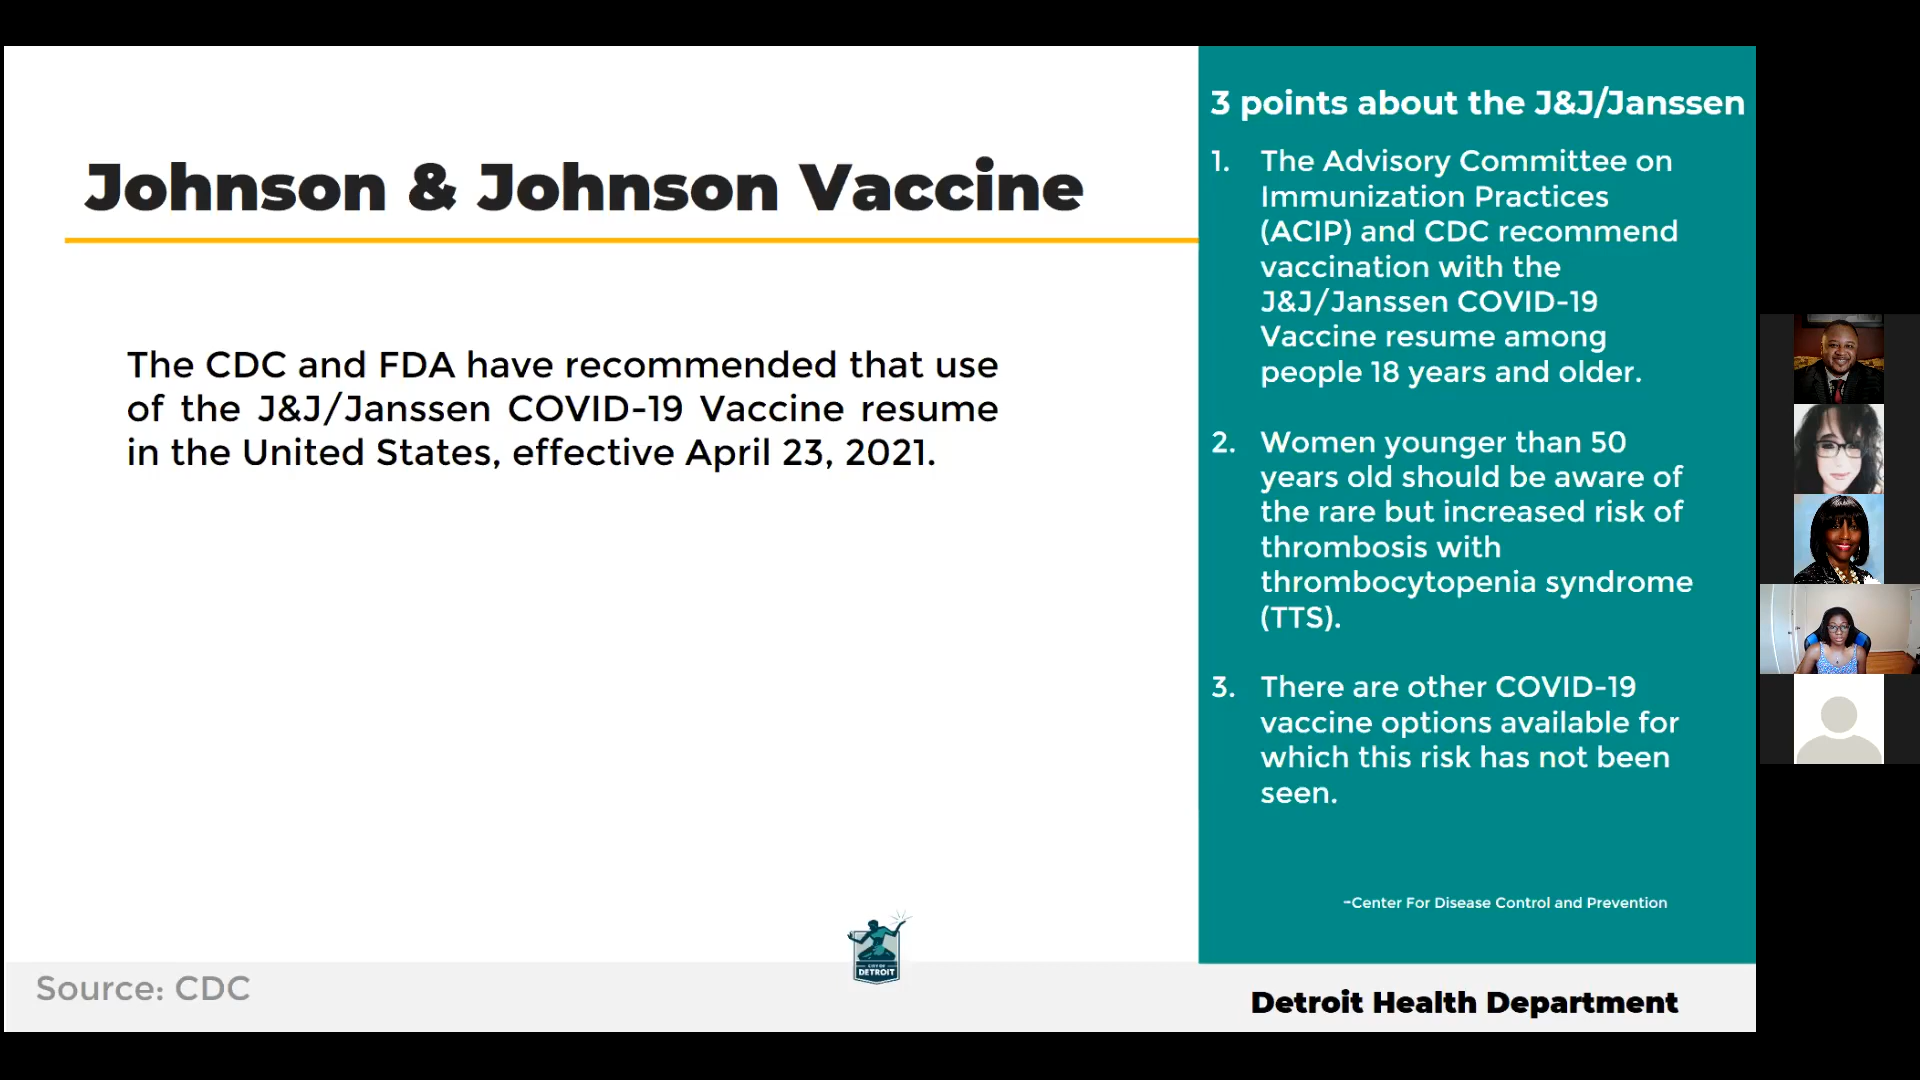 Johnson & Johnson Vaccine
The CDC and FDA have recommended that use
of the J&J/Janssen COVID-19 Vaccine resume
in the United States, effective April 23, 2021.
3 points about the J&J/Janssen
1. The Advisory Committee on
Immunization Practices
(ACIP) and CDC recommend
vaccination with the
J&J/Janssen COVID-19
Vaccine resume among
people 18 years and older.
2. Women younger than 50
years old should be aware of
the rare but increased risk of
thrombosis with
thrombocytopenia syndrome
(TTS).
3. There are other COVID-19
vaccine options available for
which this risk has not been
seen.
-Center For Disease Control and Prevention
CITY OF
DETROIT
Source: CDC
Detroit Health Department